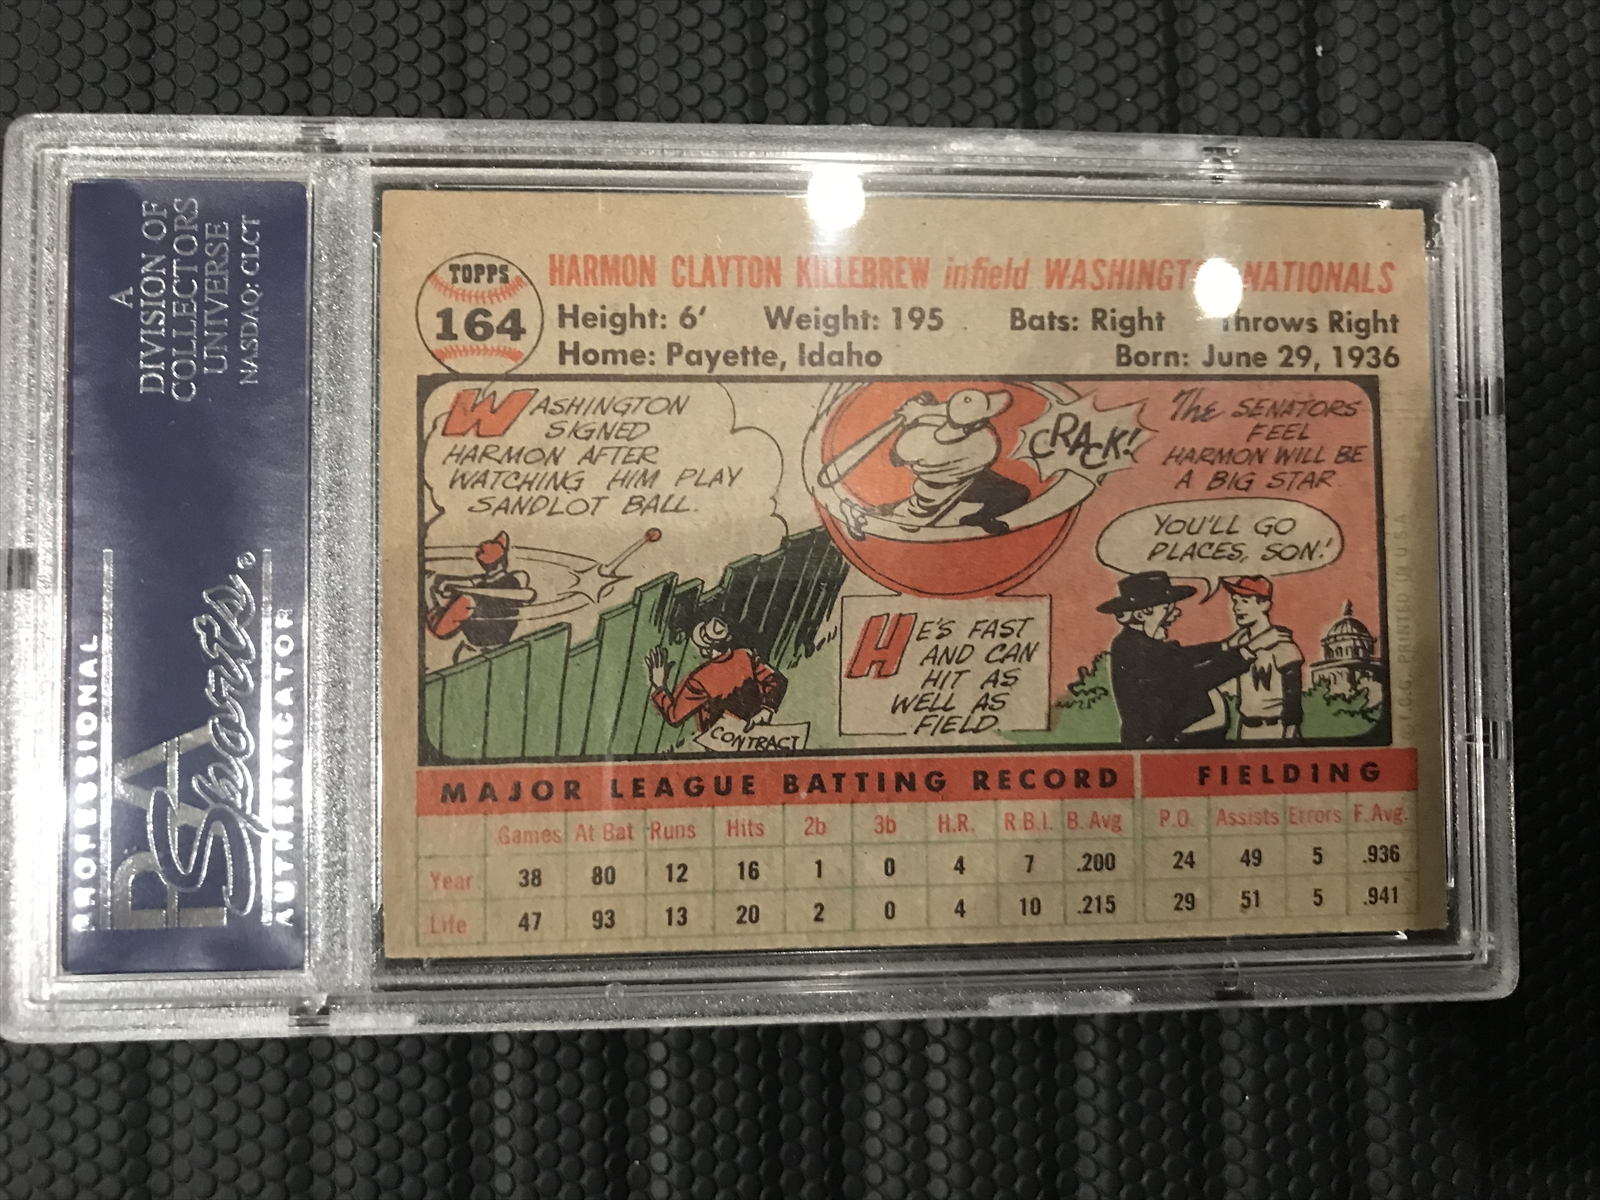 A
DIVISION OF
COLLECTORS
UNIVERSE
NASDAQ: CLCT
PROFESSIONAL
PSA
Sports®
AUTHENTICATOR
TOPPS
164
HARMON CLAYTON KILLEBREW infield WASHINGT NATIONALS
Height: 6' Weight: 195 Bats: Right Throws Right
Home: Payette, Idaho Born: June 29, 1936
WASHINGTON
SIGNED
HARMON AFTER
WATCHING HIM PLAY
SANDLOT BALL.
CONTRACT
CRACK!
HE'S FAST
AND CAN
HIT AS
WELL AS
FIELD.
The SENATORS
FEEL
HARMON WILL BE
A BIG STAR.
YOU'LL GO
PLACES, SON!
W
© T.C.G. PRINTED IN U.S.A.
MAJOR LEAGUE BATTING RECORD FIELDING
Games At Bat Runs Hits 2b 3b H.R. R.B.I. B. Avg P.O. Assists Errors F. Avg.
Year 38 80 12 16 1 0 4 7 .200 24 49 5 .936
Life 47 93 13 20 2 0 4 10 .215 29 51 5 .941